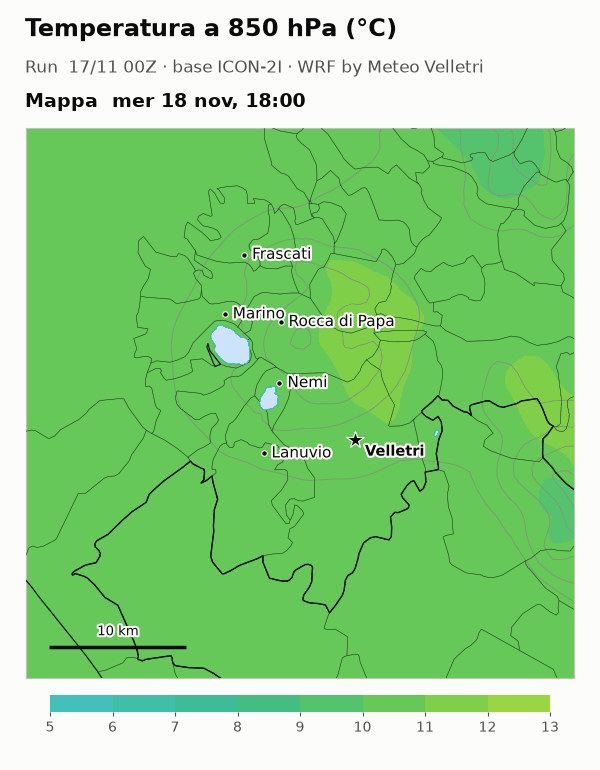 Temperatura a 850 hPa (°C)
Run  17/11 00Z · base ICON-2I · WRF by Meteo Velletri
Mappa  mer 18 nov, 18:00
Frascati
Marino
Rocca di Papa
Nemi
Velletri
Lanuvio
10 km
5 6 7 8 9 10 11 12 13